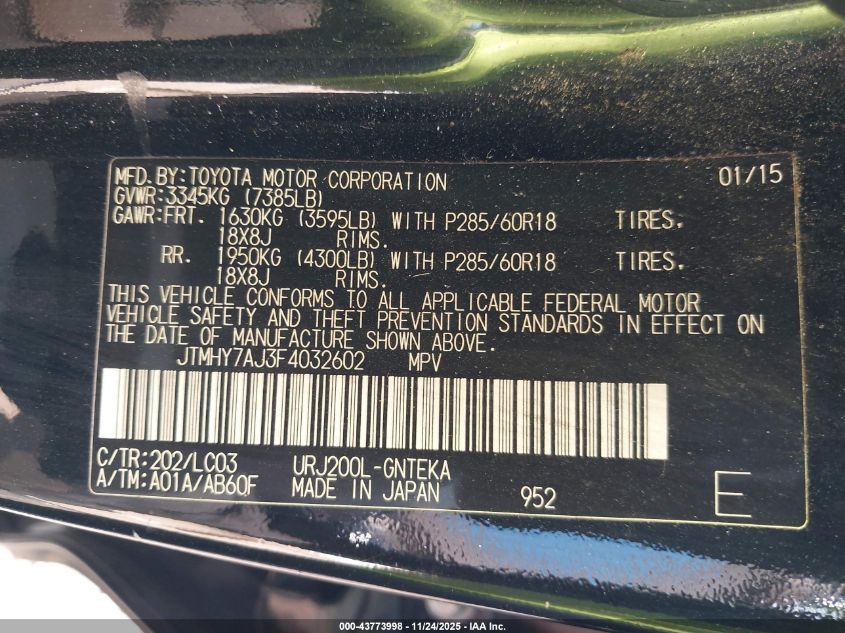 MFD.BY:TOYOTA MOTOR CORPORATION 01/15
GVWR:3345KG (7385LB)
GAWR:FRT. 1630KG (3595LB) WITH P285/60R18 TIRES.
18X8J RIMS.
RR. 1950KG (4300LB) WITH P285/60R18 TIRES.
18X8J RIMS.
THIS VEHICLE CONFORMS TO ALL APPLICABLE FEDERAL MOTOR
VEHICLE SAFETY AND THEFT PREVENTION STANDARDS IN EFFECT ON
THE DATE OF MANUFACTURE SHOWN ABOVE.
JTMHY7AJ3F4032602 MPV
C/TR:202/LC03 URJ200L-GNTEKA
A/TM:A01A/AB60F MADE IN JAPAN 952 E
000-43773998 - 11/24/2025 - IAA Inc.